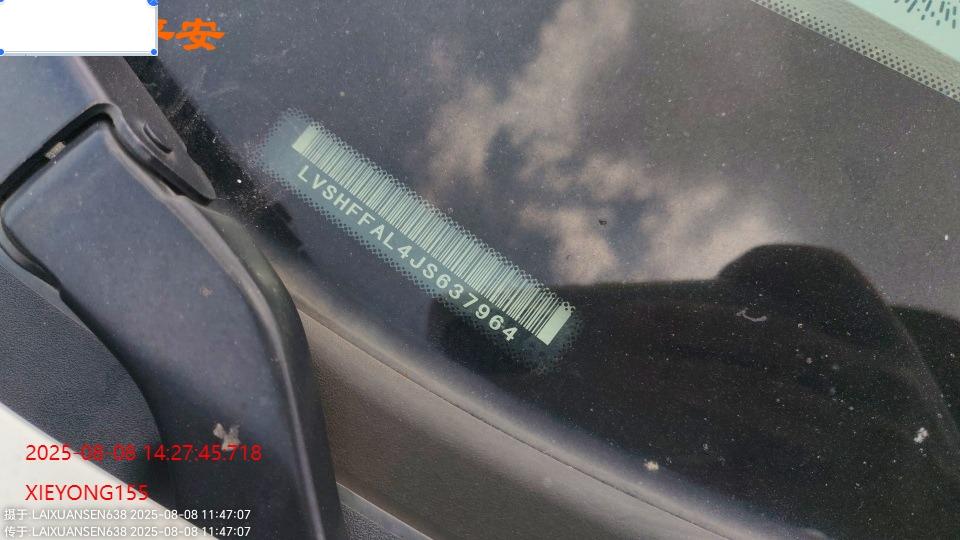 安
LVSHFFAL4JS637964
2025-08-08 14:27:45.718
XIEYONG155
摄于:LAIXUANSEN638 2025-08-08 11:47:07
传于:LAIXUANSEN638 2025-08-08 11:47:07